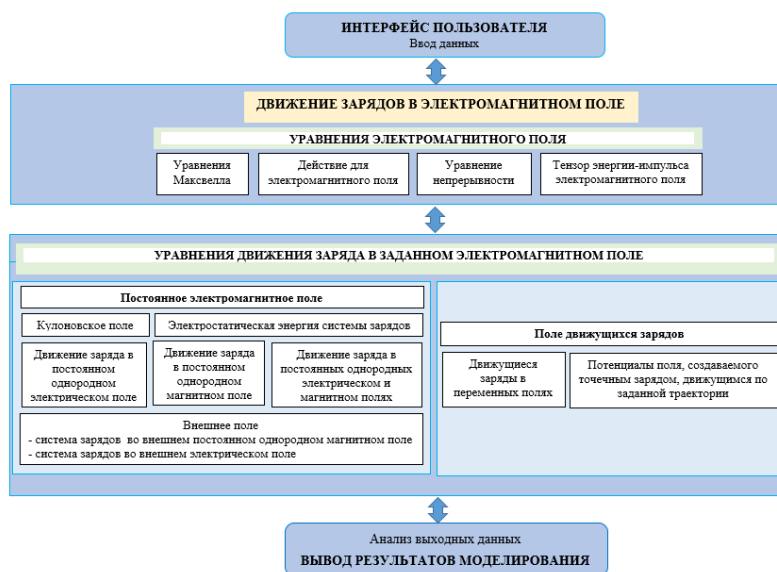 ИНТЕРФЕЙС ПОЛЬЗОВАТЕЛЯ
Ввод данных
ДВИЖЕНИЕ ЗАРЯДОВ В ЭЛЕКТРОМАГНИТНОМ ПОЛЕ
УРАВНЕНИЯ ЭЛЕКТРОМАГНИТНОГО ПОЛЯ
Уравнения
Максвелла
Действие для
электромагнитного поля
Уравнение
непрерывности
Тензор энергии-импульса
электромагнитного поля
УРАВНЕНИЯ ДВИЖЕНИЯ ЗАРЯДА В ЗАДАННОМ ЭЛЕКТРОМАГНИТНОМ ПОЛЕ
Постоянное электромагнитное поле
Кулоновское поле
Электростатическая энергия системы зарядов
Движение заряда в
постоянном
однородном
электрическом поле
Движение заряда
в постоянном
однородном
магнитном поле
Движение заряда в
постоянных однородных
электрическом и
магнитном полях
Внешнее поле
- система зарядов во внешнем постоянном однородном магнитном поле
- система зарядов во внешнем электрическом поле
Поле движущихся зарядов
Движущиеся
заряды в
переменных полях
Потенциалы поля, создаваемого
точечным зарядом, движущимся по
заданной траектории
Анализ выходных данных
ВЫВОД РЕЗУЛЬТАТОВ МОДЕЛИРОВАНИЯ